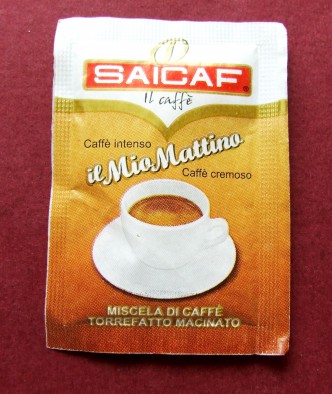 SAICAF
Il caffè
Caffè intenso
il Mio Mattino
Caffè cremoso
MISCELA DI CAFFÈ
TORREFATTO MACINATO